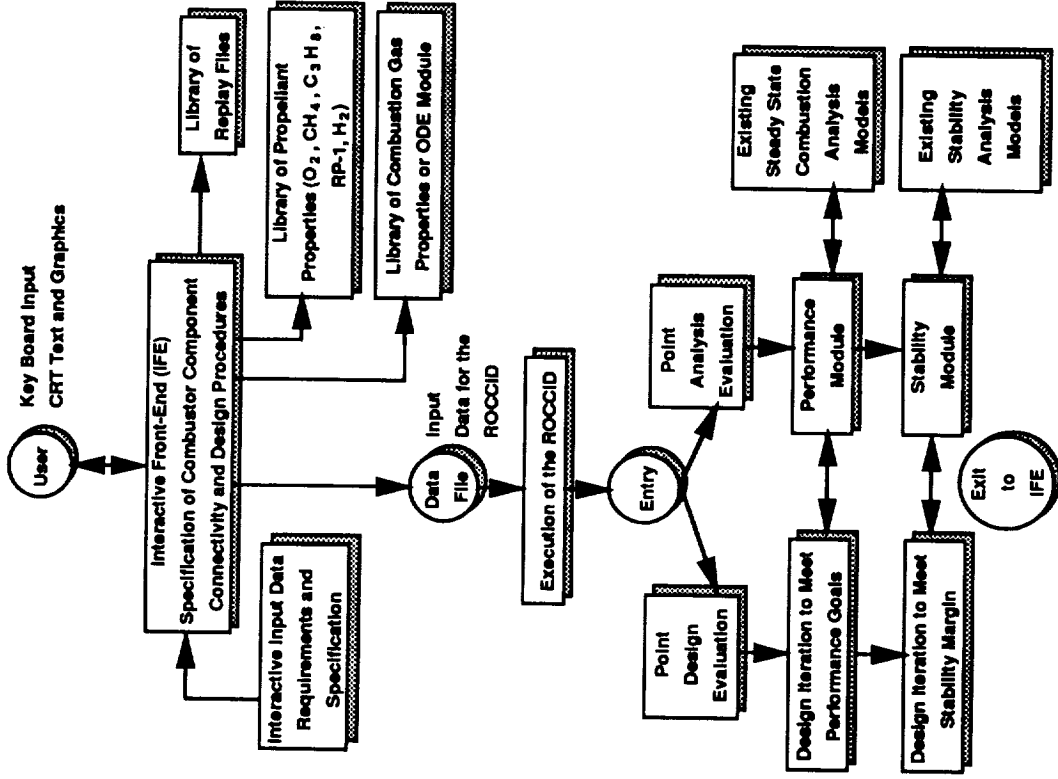 Key Board Input
CRT Text and Graphics
User
Interactive Front-End (IFE)
Specification of Combustor Component
Connectivity and Design Procedures
Library of
Replay Files
Library of Propellant
Properties (O2, CH4, C3H8,
RP-1, H2)
Library of Combustion Gas
Properties or ODE Module
Interactive Input Data
Requirements and
Specification
Data
File
Input
Data for the
ROCCID
Execution of the ROCCID
Entry
Point
Design
Evaluation
Point
Analysis
Evaluation
Design Iteration to Meet
Performance Goals
Performance
Module
Existing
Steady State
Combustion
Analysis
Models
Design Iteration to Meet
Stability Margin
Stability
Module
Existing
Stability
Analysis
Models
Exit
to
IFE